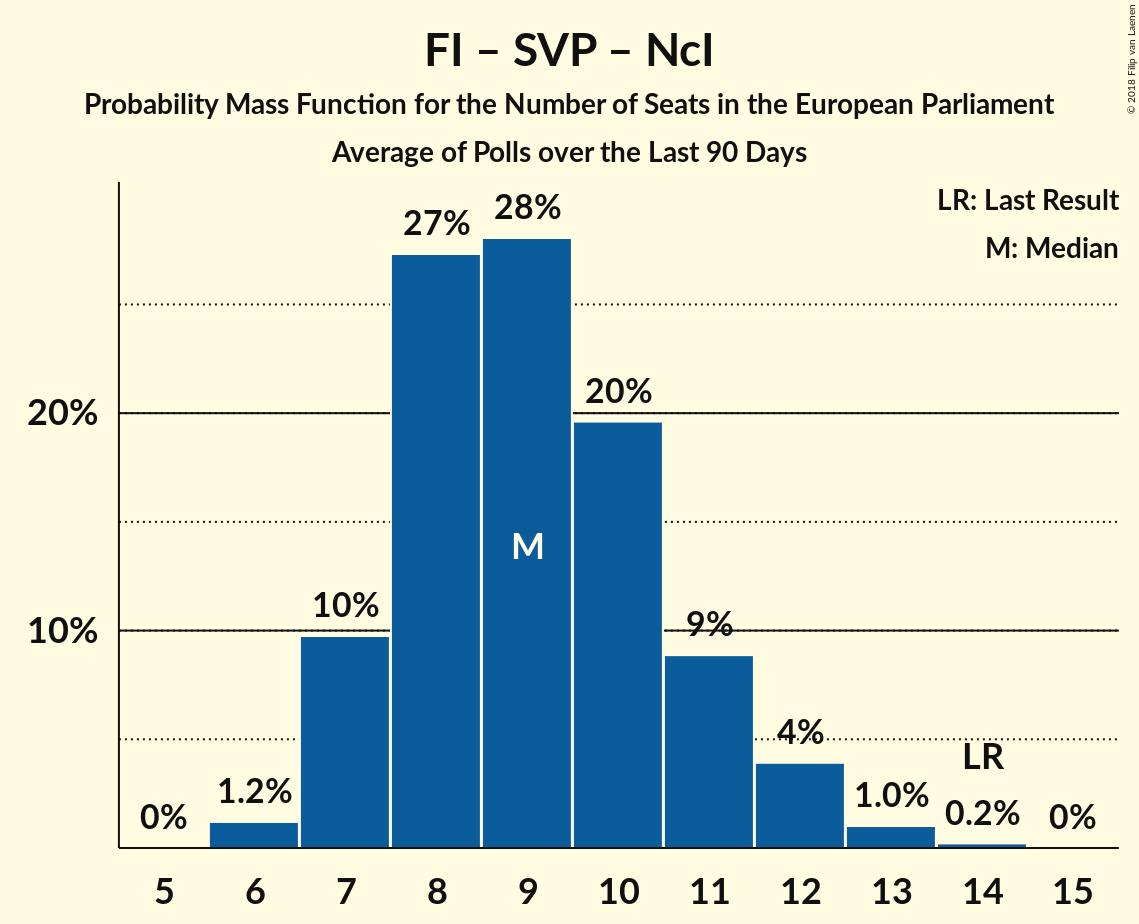 FI – SVP – NcI
Probability Mass Function for the Number of Seats in the European Parliament
Average of Polls over the Last 90 Days
© 2018 Filip van Laenen
LR: Last Result
M: Median
27%
28%
20%
20%
M
10%
9%
10%
4%
LR
1.2%
1.0%
0.2%
0%
0%
5 6 7 8 9 10 11 12 13 14 15